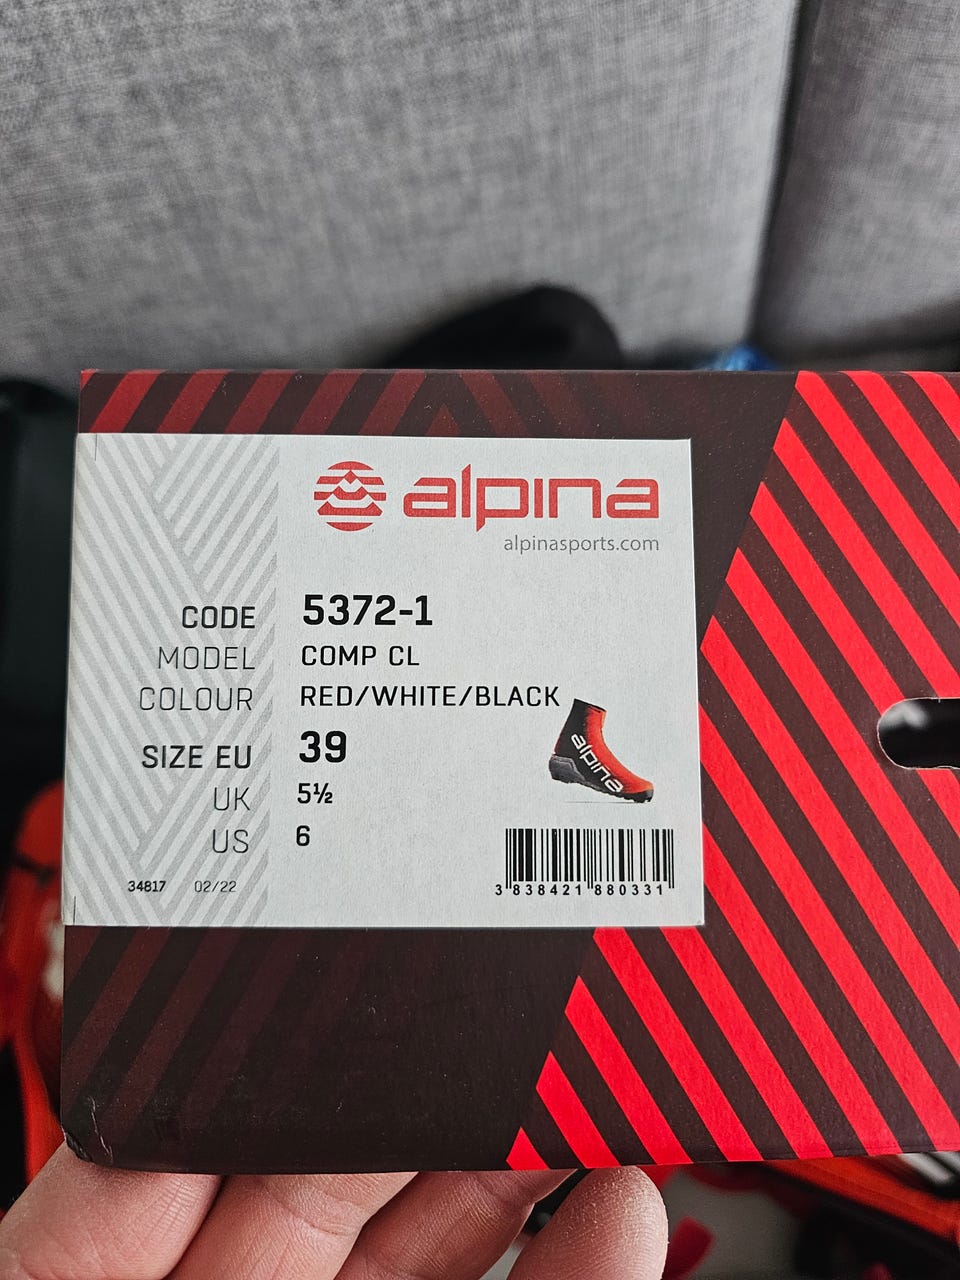 alpina
alpinasports.com
CODE 5372-1
MODEL COMP CL
COLOUR RED/WHITE/BLACK
SIZE EU 39
UK 5½
US 6
alpina
34817 02/22
3 838421 880331